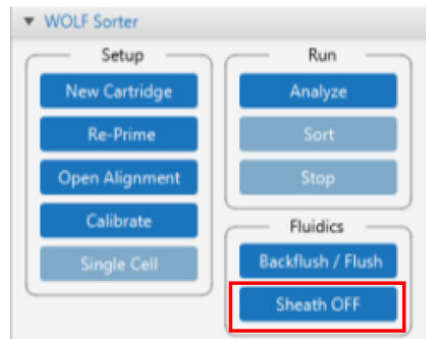 WOLF Sorter
Setup
New Cartridge
Re-Prime
Open Alignment
Calibrate
Single Cell
Run
Analyze
Sort
Stop
Fluidics
Backflush / Flush
Sheath OFF